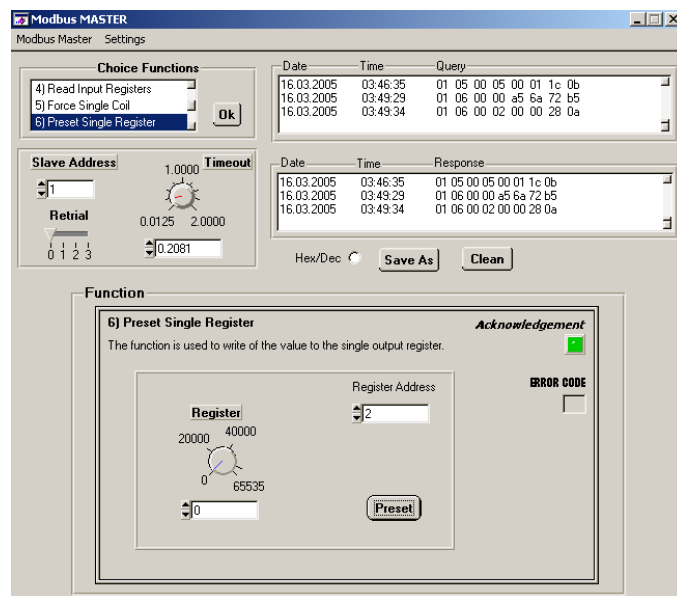 Modbus MASTER
Modbus Master Settings
Choice Functions
4) Read Input Registers
5) Force Single Coil
6) Preset Single Register
Ok
Date Time Query
16.03.2005 03:46:35 01 05 00 05 00 01 1c 0b
16.03.2005 03:49:29 01 06 00 00 a5 6a 72 b5
16.03.2005 03:49:34 01 06 00 02 00 00 28 0a
Slave Address
1
Retrial
0 1 2 3
Timeout
1.0000
0.0125 2.0000
0.2081
Date Time Response
16.03.2005 03:46:35 01 05 00 05 00 01 1c 0b
16.03.2005 03:49:29 01 06 00 00 a5 6a 72 b5
16.03.2005 03:49:34 01 06 00 02 00 00 28 0a
Hex/Dec Save As Clean
Function
6) Preset Single Register
Acknowledgement
The function is used to write of the value to the single output register.
ERROR CODE
Register Address
2
Register
20000 40000
0 65535
0
Preset